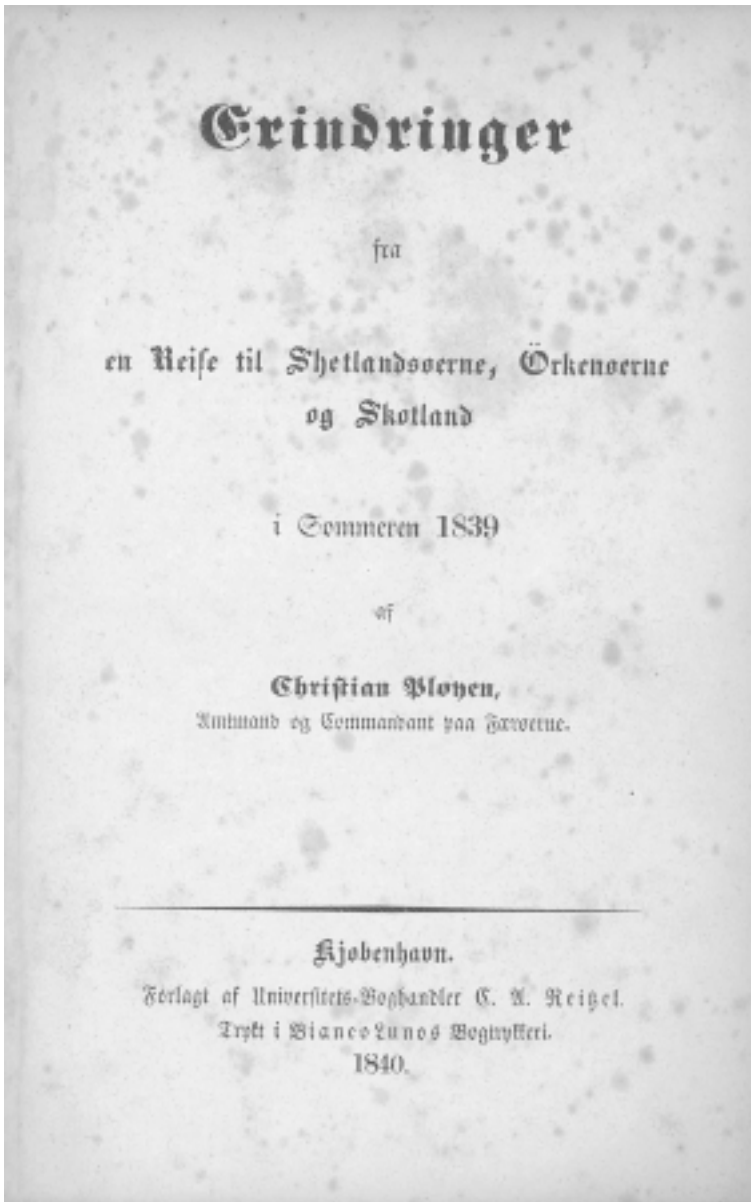 Erindringer
fra
en Reise til Shetlandsøerne, Örkenøerne
og Skotland
i Sommeren 1839
af
Christian Pløyen,
Amtmand og Commandant paa Færøerne.
Kjøbenhavn.
Forlagt af Universitets-Boghandler C. A. Reitzel.
Trykt i Bianco Lunos Bogtrykkeri.
1840.